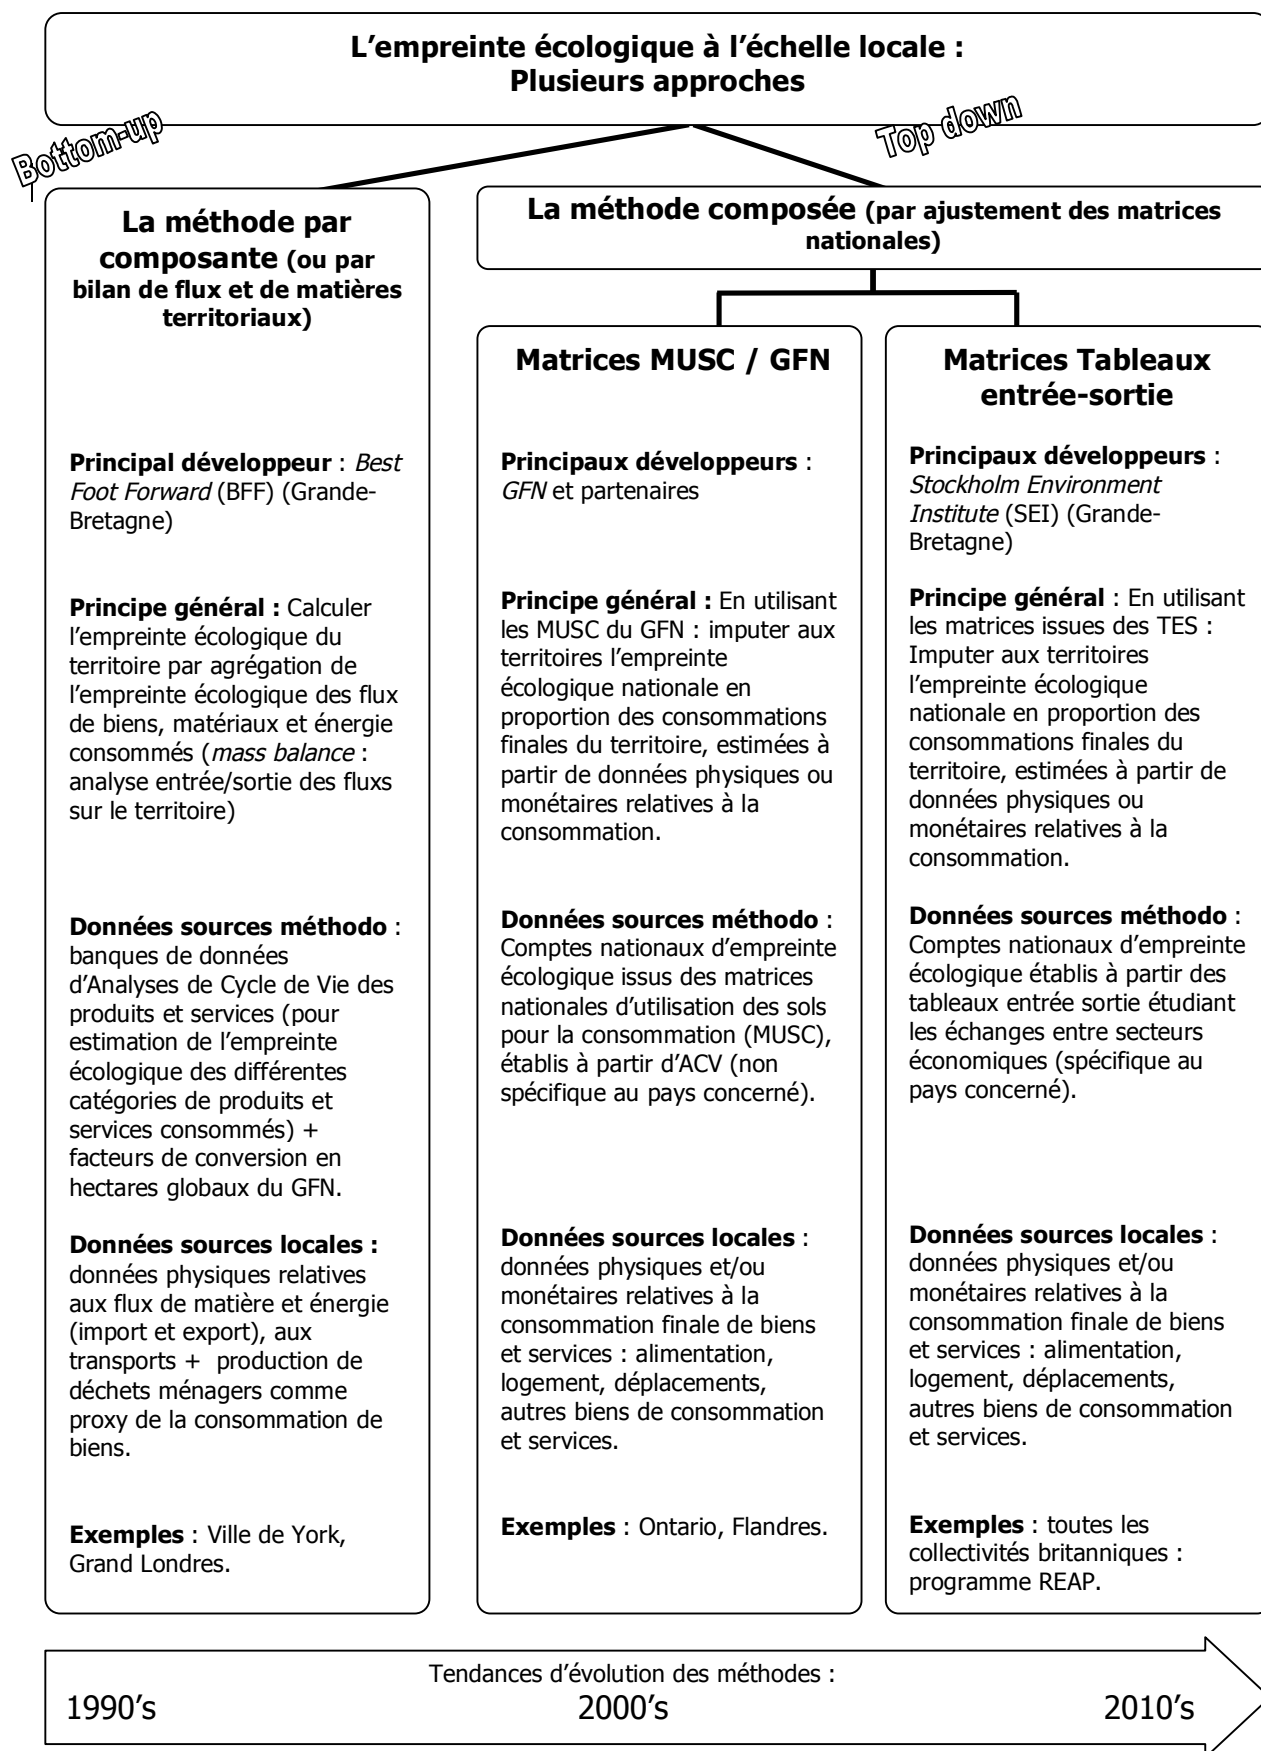 L’empreinte écologique à l’échelle locale :
Plusieurs approches
Bottom-up
Top down
La méthode par
composante (ou par
bilan de flux et de matières
territoriaux)
Principal développeur : Best
Foot Forward (BFF) (Grande-
Bretagne)
Principe général : Calculer
l’empreinte écologique du
territoire par agrégation de
l’empreinte écologique des flux
de biens, matériaux et énergie
consommés (mass balance :
analyse entrée/sortie des fluxs
sur le territoire)
Données sources méthodo :
banques de données
d’Analyses de Cycle de Vie des
produits et services (pour
estimation de l’empreinte
écologique des différentes
catégories de produits et
services consommés) +
facteurs de conversion en
hectares globaux du GFN.
Données sources locales :
données physiques relatives
aux flux de matière et énergie
(import et export), aux
transports + production de
déchets ménagers comme
proxy de la consommation de
biens.
Exemples : Ville de York,
Grand Londres.
La méthode composée (par ajustement des matrices
nationales)
Matrices MUSC / GFN
Principaux développeurs :
GFN et partenaires
Principe général : En utilisant
les MUSC du GFN : imputer aux
territoires l’empreinte
écologique nationale en
proportion des consommations
finales du territoire, estimées à
partir de données physiques ou
monétaires relatives à la
consommation.
Données sources méthodo :
Comptes nationaux d’empreinte
écologique issus des matrices
nationales d’utilisation des sols
pour la consommation (MUSC),
établis à partir d’ACV (non
spécifique au pays concerné).
Données sources locales :
données physiques et/ou
monétaires relatives à la
consommation finale de biens
et services : alimentation,
logement, déplacements,
autres biens de consommation
et services.
Exemples : Ontario, Flandres.
Matrices Tableaux
entrée-sortie
Principaux développeurs :
Stockholm Environment
Institute (SEI) (Grande-
Bretagne)
Principe général : En utilisant
les matrices issues des TES :
Imputer aux territoires
l’empreinte écologique
nationale en proportion des
consommations finales du
territoire, estimées à partir de
données physiques ou
monétaires relatives à la
consommation.
Données sources méthodo :
Comptes nationaux d’empreinte
écologique établis à partir des
tableaux entrée sortie étudiant
les échanges entre secteurs
économiques (spécifique au
pays concerné).
Données sources locales :
données physiques et/ou
monétaires relatives à la
consommation finale de biens
et services : alimentation,
logement, déplacements,
autres biens de consommation
et services.
Exemples : toutes les
collectivités britanniques :
programme REAP.
Tendances d’évolution des méthodes :
1990’s 2000’s 2010’s